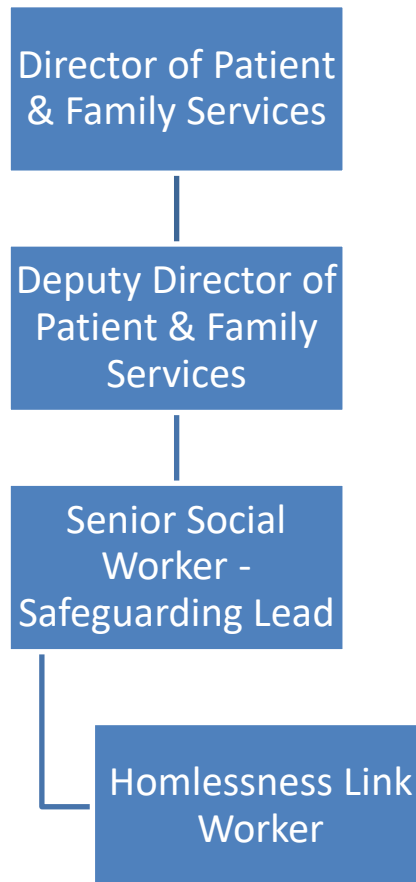 Director of Patient
& Family Services
Deputy Director of
Patient & Family
Services
Senior Social
Worker -
Safeguarding Lead
Homlessness Link
Worker